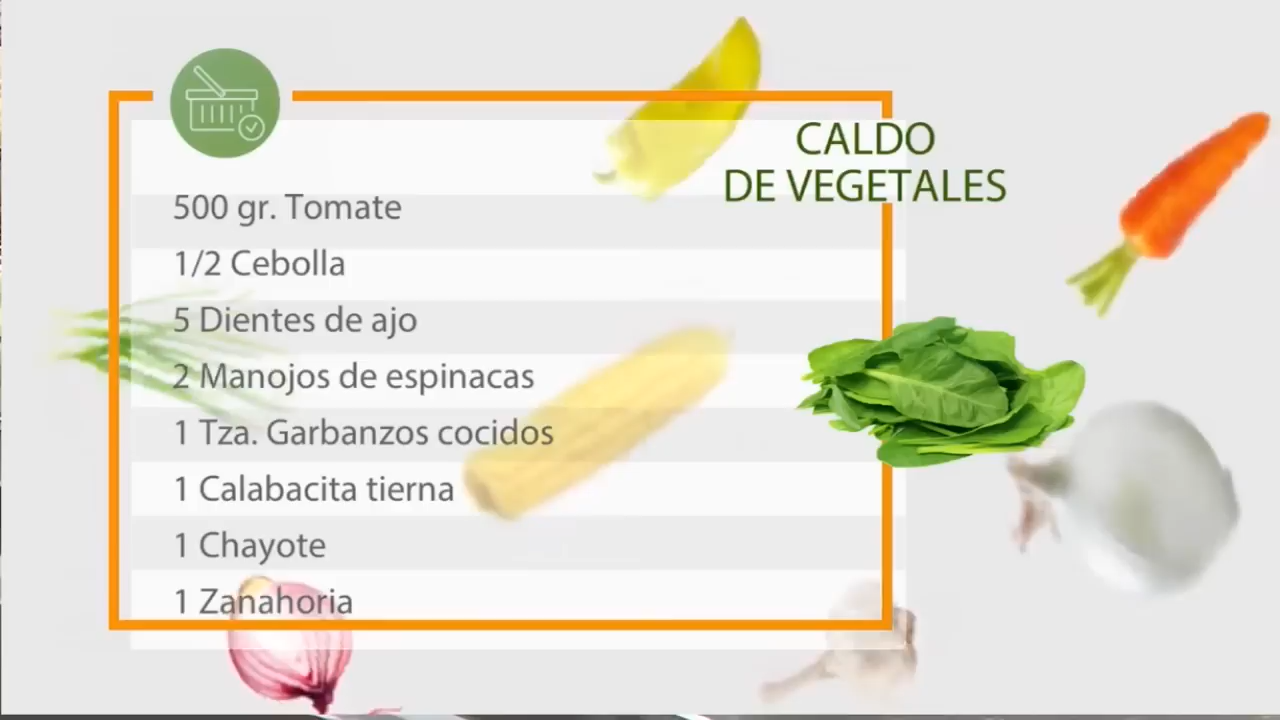 CALDO
DE VEGETALES
500 gr. Tomate
1/2 Cebolla
5 Dientes de ajo
2 Manojos de espinacas
1 Tza. Garbanzos cocidos
1 Calabacita tierna
1 Chayote
1 Zanahoria